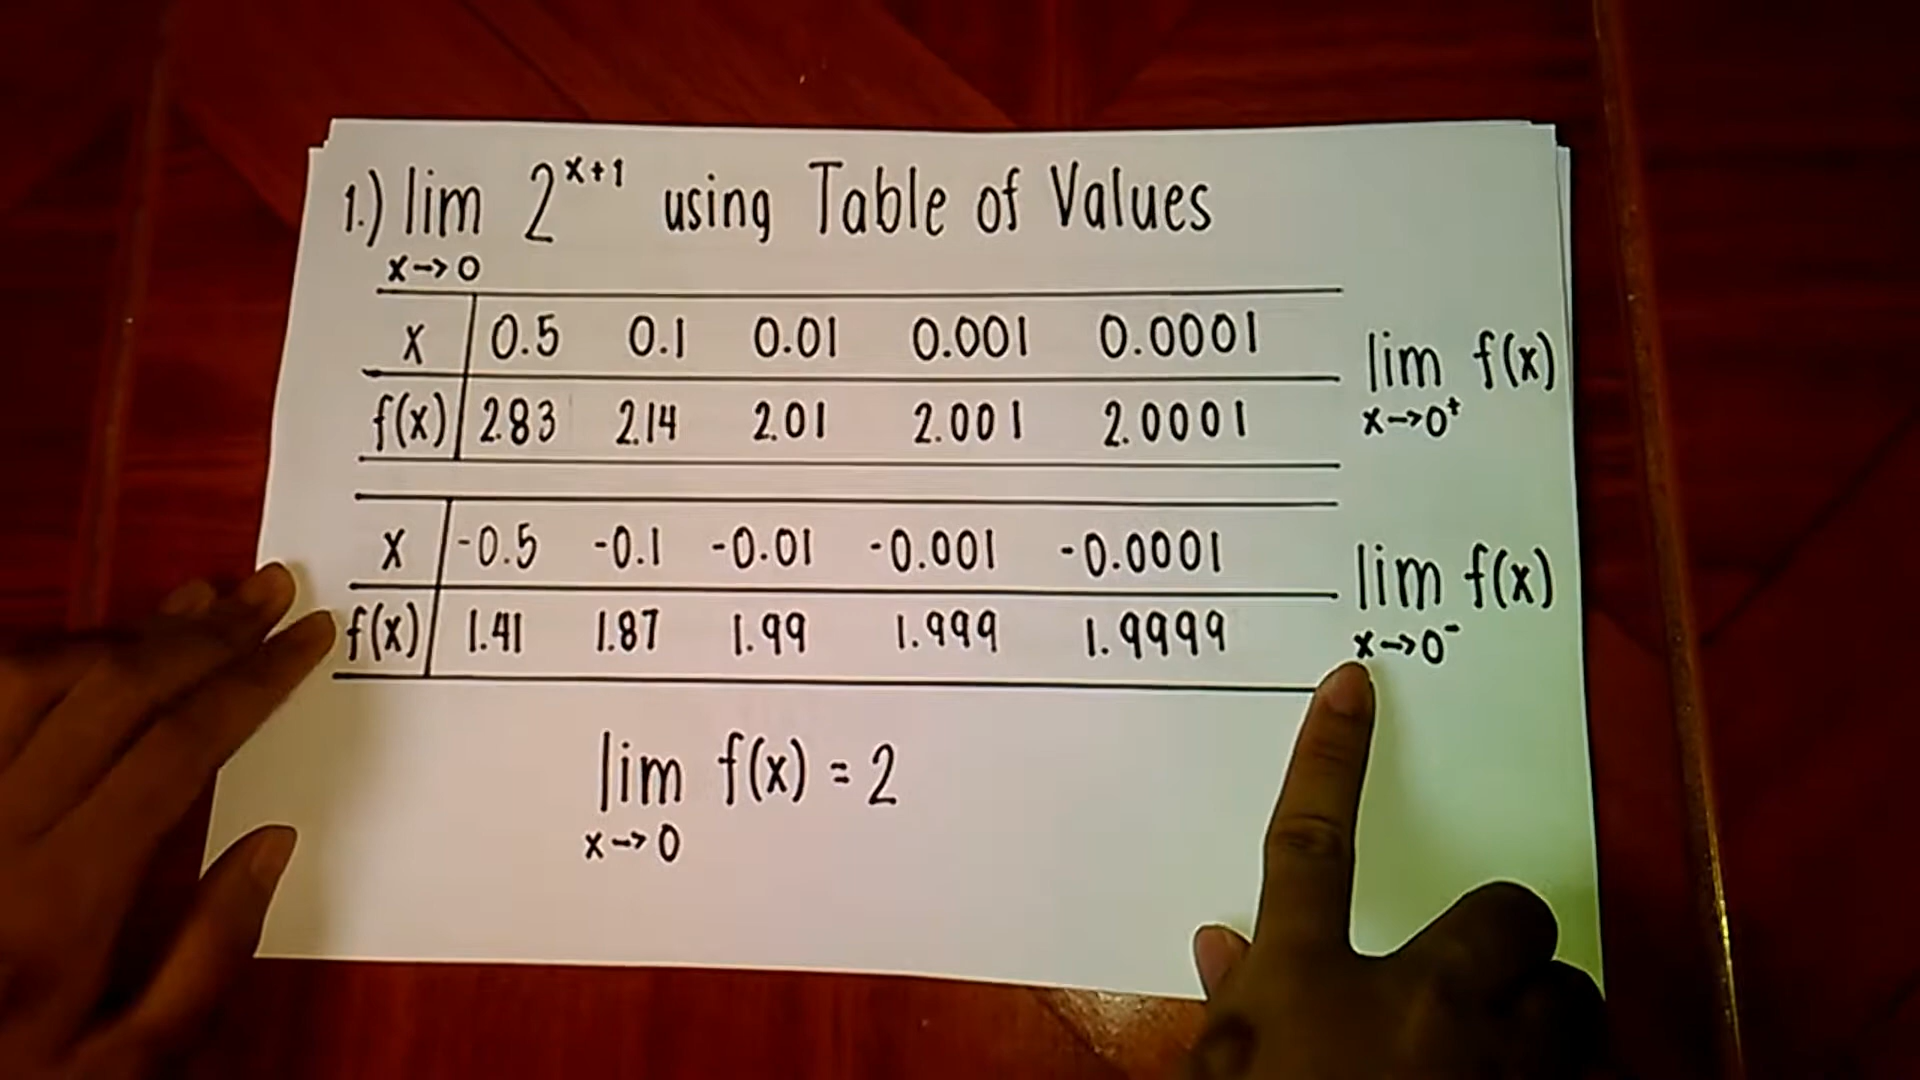 1.) lim 2^x+1 using Table of Values
x→0
x 0.5 0.1 0.01 0.001 0.0001
f(x) 2.83 2.14 2.01 2.001 2.0001
lim f(x)
x→0⁺
x -0.5 -0.1 -0.01 -0.001 -0.0001
f(x) 1.41 1.87 1.99 1.999 1.9999
lim f(x)
x→0⁻
lim f(x) = 2
x→0